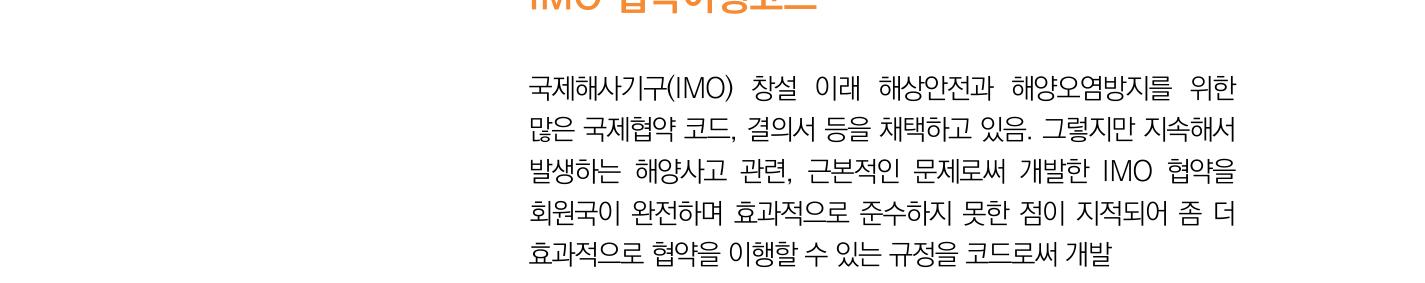 IMO 협약이행코드
국제해사기구(IMO) 창설 이래 해상안전과 해양오염방지를 위한
많은 국제협약 코드, 결의서 등을 채택하고 있음. 그렇지만 지속해서
발생하는 해양사고 관련, 근본적인 문제로써 개발한 IMO 협약을
회원국이 완전하며 효과적으로 준수하지 못한 점이 지적되어 좀 더
효과적으로 협약을 이행할 수 있는 규정을 코드로써 개발